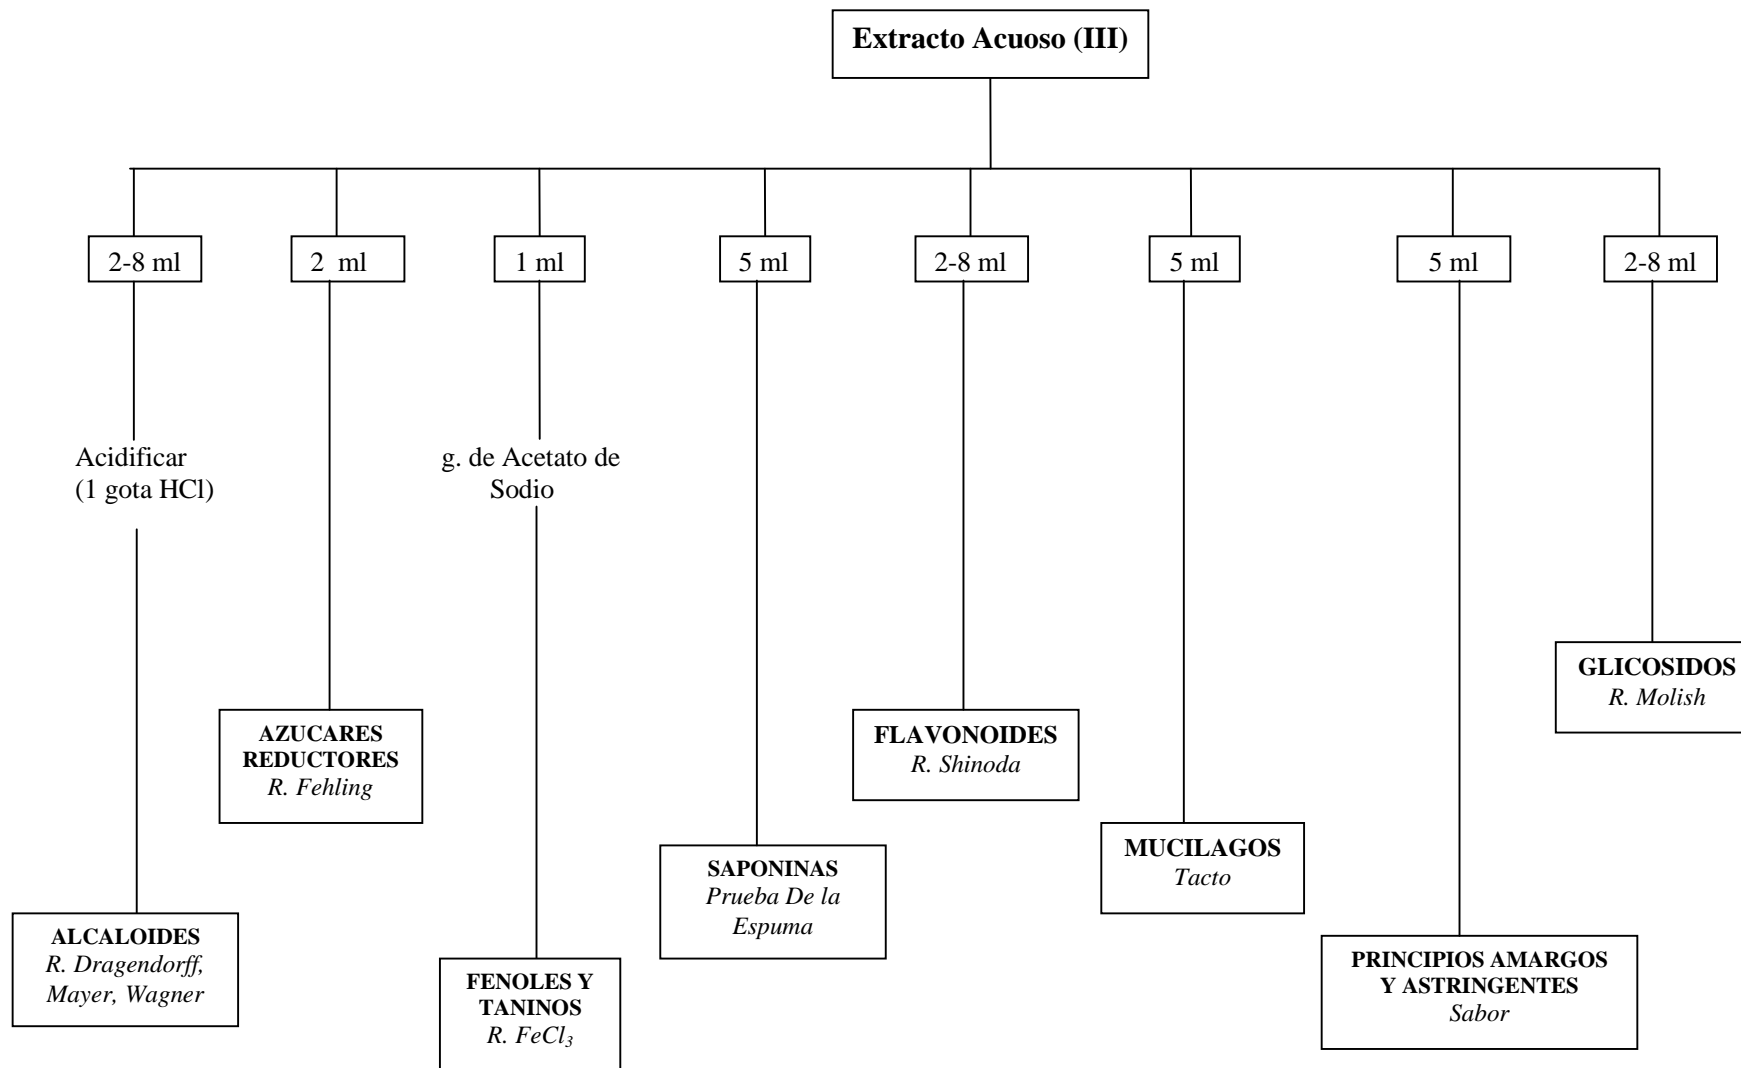 Extracto Acuoso (III)
2-8 ml
2 ml
1 ml
5 ml
2-8 ml
5 ml
5 ml
2-8 ml
Acidificar
(1 gota HCl)
g. de Acetato de
Sodio
GLICOSIDOS
R. Molish
AZUCARES
REDUCTORES
R. Fehling
FLAVONOIDES
R. Shinoda
MUCILAGOS
Tacto
SAPONINAS
Prueba De la
Espuma
ALCALOIDES
R. Dragendorff,
Mayer, Wagner
PRINCIPIOS AMARGOS
Y ASTRINGENTES
Sabor
FENOLES Y
TANINOS
R. FeCl₃